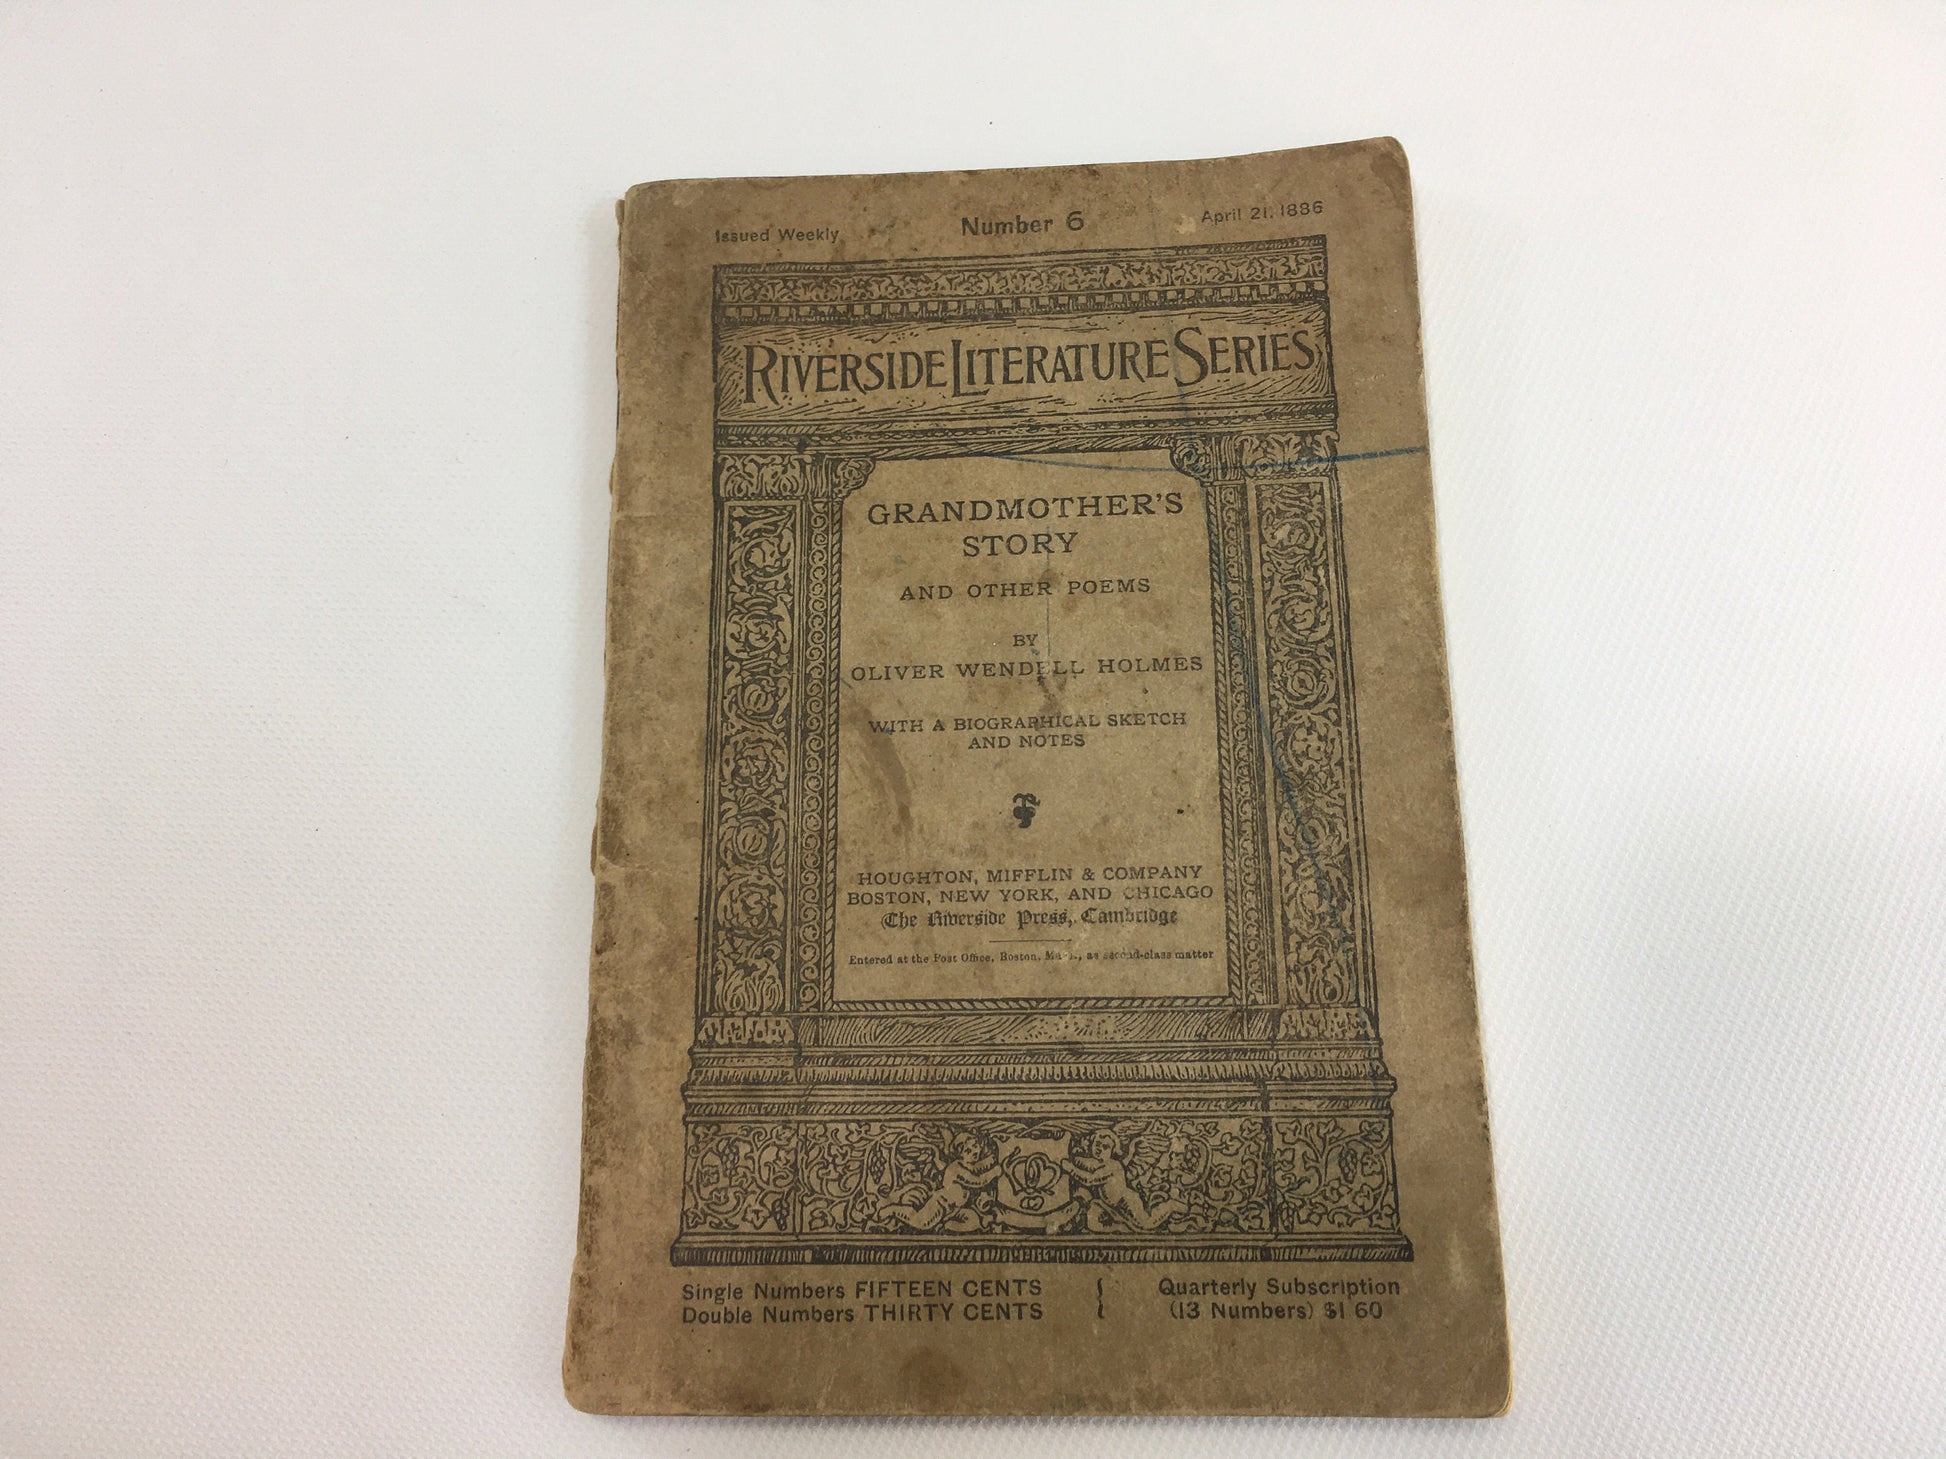 Issued Weekly Number 6 April 21, 1886
RIVERSIDE LITERATURE SERIES
GRANDMOTHER'S
STORY
AND OTHER POEMS
BY
OLIVER WENDELL HOLMES
WITH A BIOGRAPHICAL SKETCH
AND NOTES
HOUGHTON, MIFFLIN & COMPANY
BOSTON, NEW YORK, AND CHICAGO
The Riverside Press, Cambridge
Entered at the Post Office, Boston, Mass., as second-class matter
Single Numbers FIFTEEN CENTS
Double Numbers THIRTY CENTS
Quarterly Subscription
(13 Numbers) $1 60